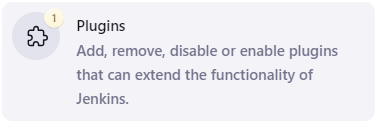 1
Plugins
Add, remove, disable or enable plugins
that can extend the functionality of
Jenkins.